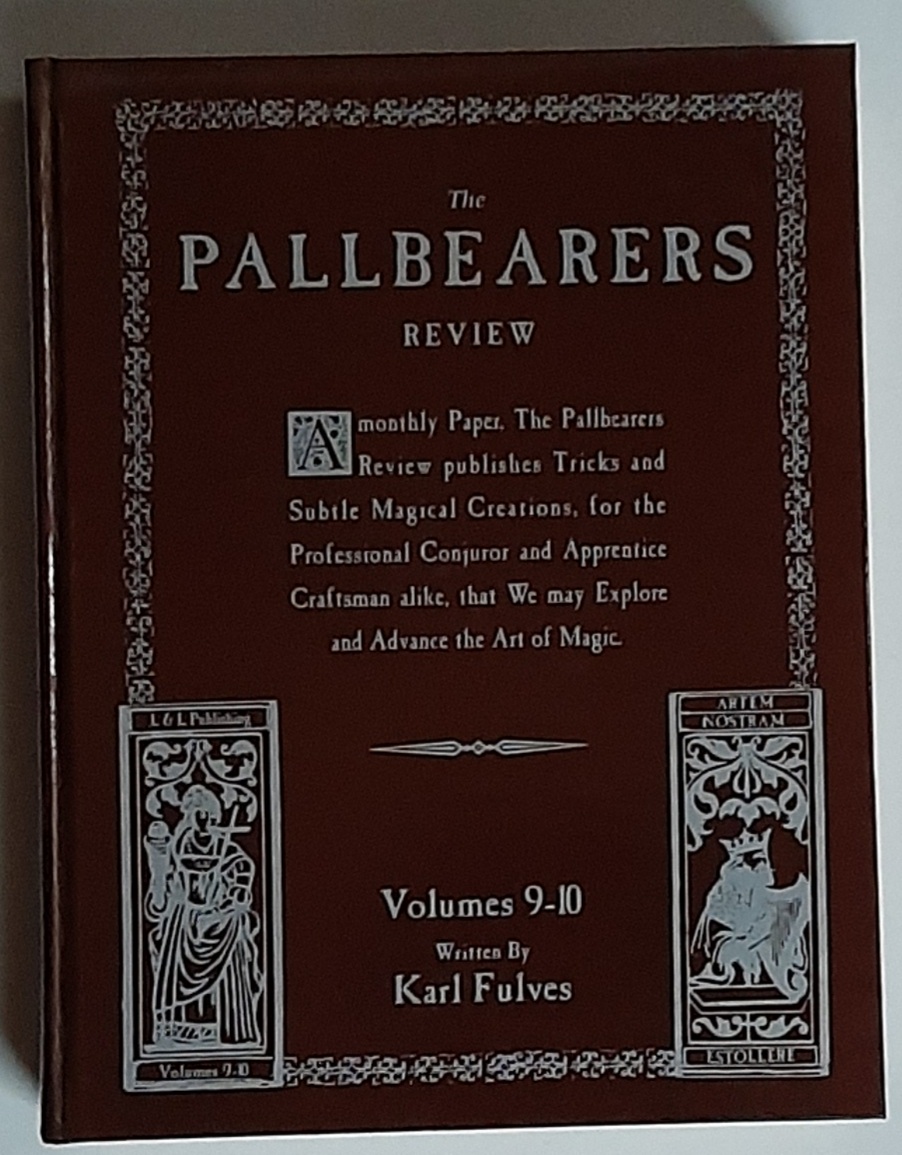 The
PALLBEARERS
REVIEW
A monthly Paper, The Pallbearers
Review publishes Tricks and
Subtle Magical Creations, for the
Professional Conjuror and Apprentice
Craftsman alike, that We may Explore
and Advance the Art of Magic.
L & L Publishing
ARTEM
NOSTRAM
Volumes 9-10
Written By
Karl Fulves
Volumes 9-10
ESTOLLERE